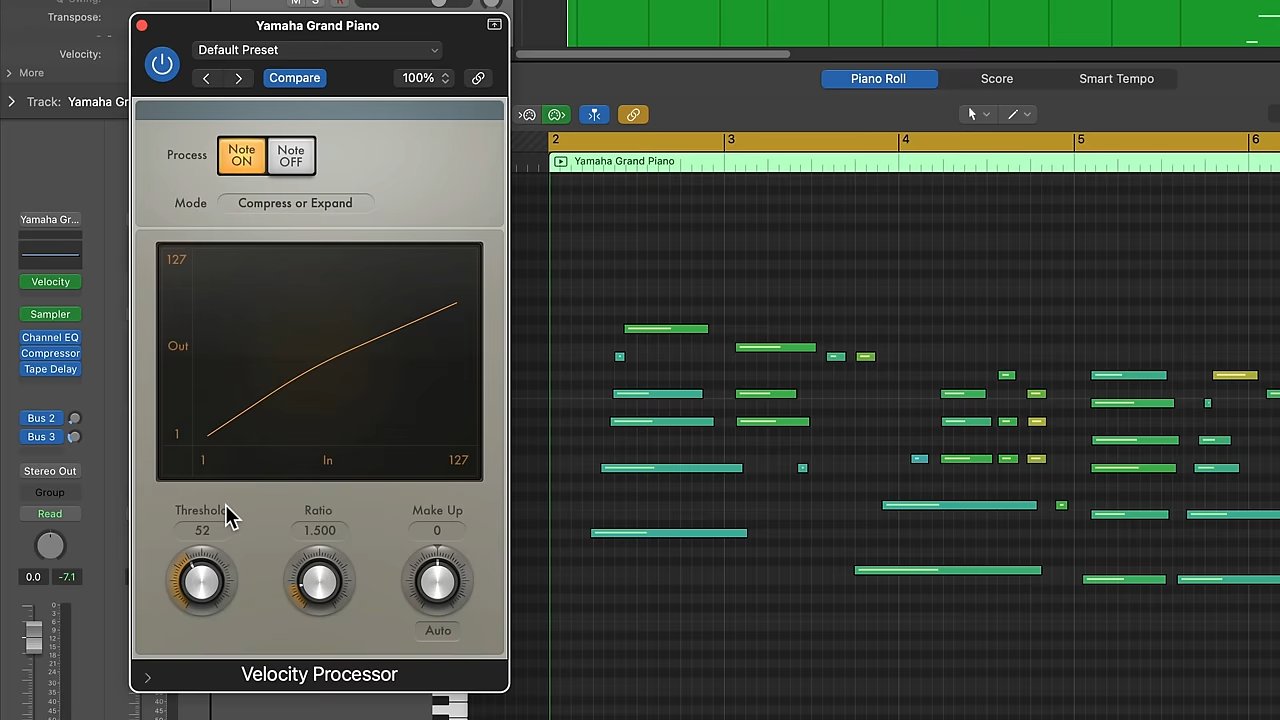 Transpose:
Velocity:
More
Track: Yamaha Gr
Yamaha Grand Piano
Default Preset
Compare
100%
Process
Note ON
Note OFF
Mode
Compress or Expand
127
Out
1
1
In
127
Threshold
52
Ratio
1.500
Make Up
0
Auto
Velocity Processor
Yamaha Gr...
Velocity
Sampler
Channel EQ
Compressor
Tape Delay
Bus 2
Bus 3
Stereo Out
Group
Read
0.0
-7.1
Piano Roll
Score
Smart Tempo
2
3
4
5
6
Yamaha Grand Piano